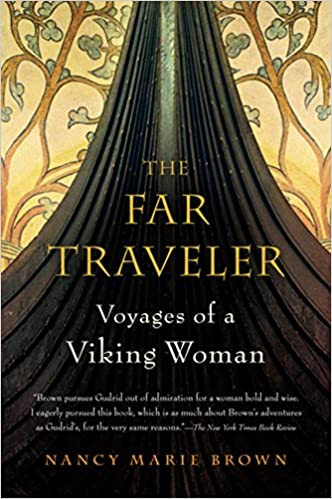 THE
FAR
TRAVELER
Voyages of a
Viking Woman
"Brown pursues Gudrid out of admiration for a woman bold and wise.
I eagerly pursued this book, which is as much about Brown's adventures
as Gudrid's, for the very same reasons."—The New York Times Book Review
NANCY MARIE BROWN